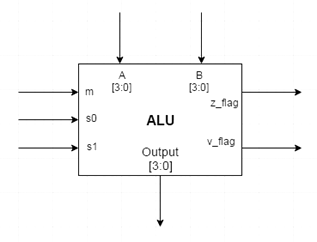 A
[3:0]
B
[3:0]
m
z_flag
s0
ALU
s1
v_flag
Output
[3:0]